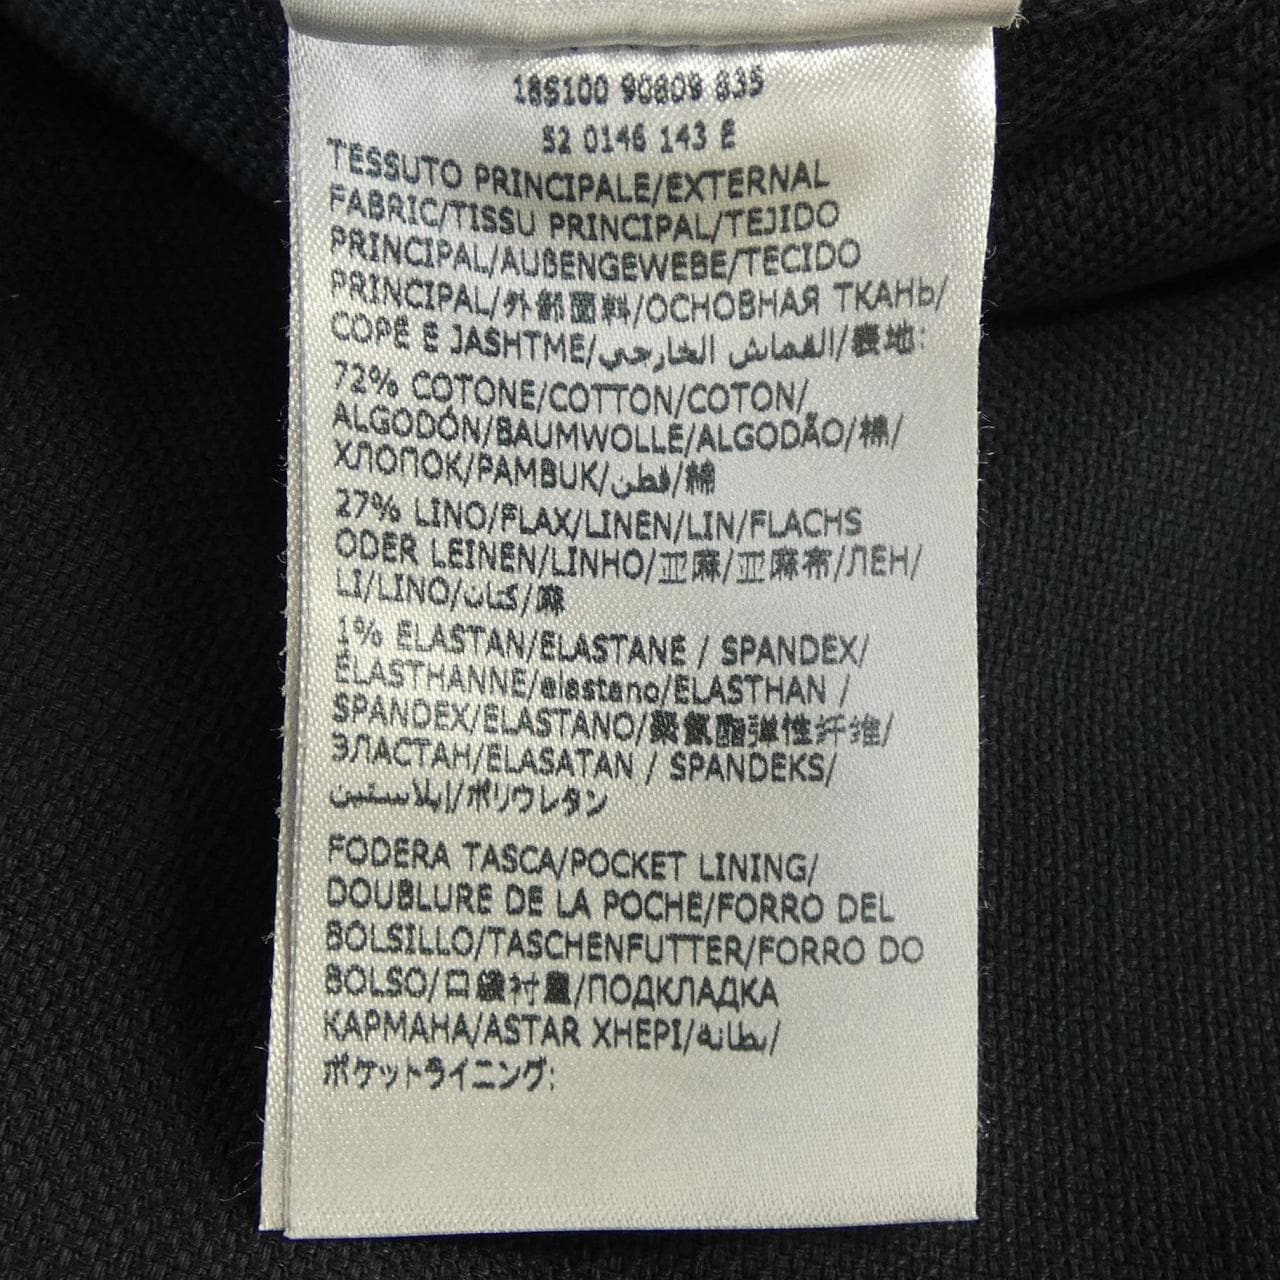 18S100 90809 835
52 0146 143 E
TESSUTO PRINCIPALE/EXTERNAL
FABRIC/TISSU PRINCIPAL/TEJIDO
PRINCIPAL/AUßENGEWEBE/TECIDO
PRINCIPAL/外部面料/ОСНОВНАЯ ТКАНЬ/
COPË E JASHTME/القماش الخارجي/表地:
72% COTONE/COTTON/COTON/
ALGODÓN/BAUMWOLLE/ALGODÃO/棉/
ХЛОПОК/PAMBUK/قطن/綿
27% LINO/FLAX/LINEN/LIN/FLACHS
ODER LEINEN/LINHO/亚麻/亚麻布/ЛЕН/
LI/LINO/كتان/麻
1% ELASTAN/ELASTANE / SPANDEX/
ÉLASTHANNE/elastano/ELASTHAN /
SPANDEX/ELASTANO/聚氨酯弹性纤维/
ЭЛАСТАН/ELASATAN / SPANDEKS/
إيلاستين/ポリウレタン
FODERA TASCA/POCKET LINING/
DOUBLURE DE LA POCHE/FORRO DEL
BOLSILLO/TASCHENFUTTER/FORRO DO
BOLSO/口袋衬里/ПОДКЛАДКА
КАРМАНА/ASTAR XHEPI/بطانة/
ポケットライニング: